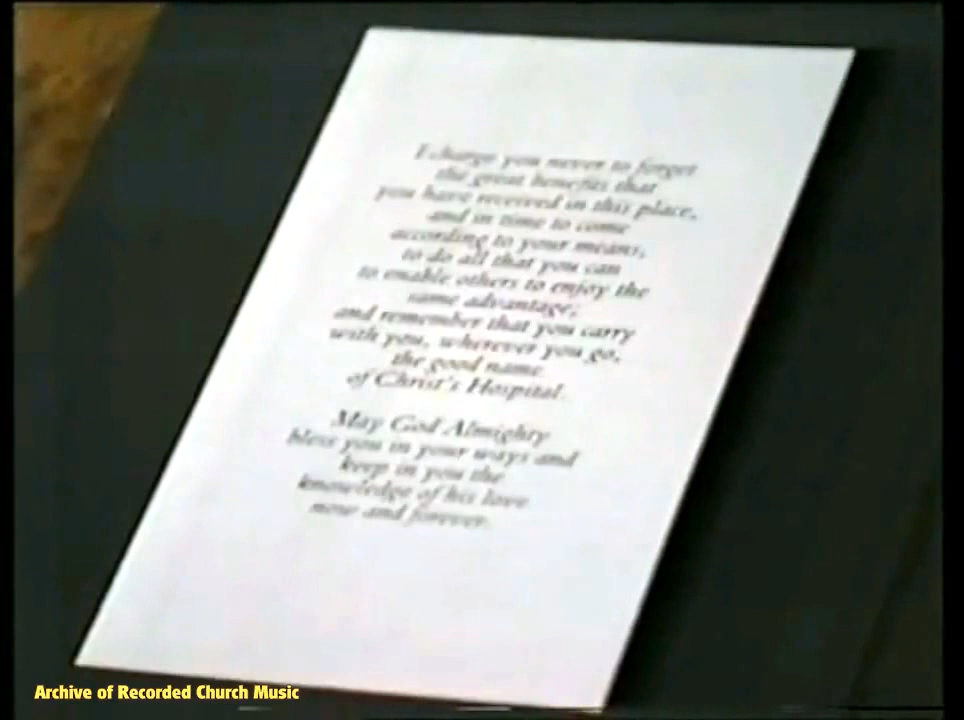 I charge you never to forget
the great benefits that
you have received in this place,
and in time to come
according to your means,
to do all that you can
to enable others to enjoy the
same advantage;
and remember that you carry
with you, wherever you go,
the good name
of Christ's Hospital.
May God Almighty
bless you in your ways and
keep in you the
knowledge of his love
now and forever.
Archive of Recorded Church Music